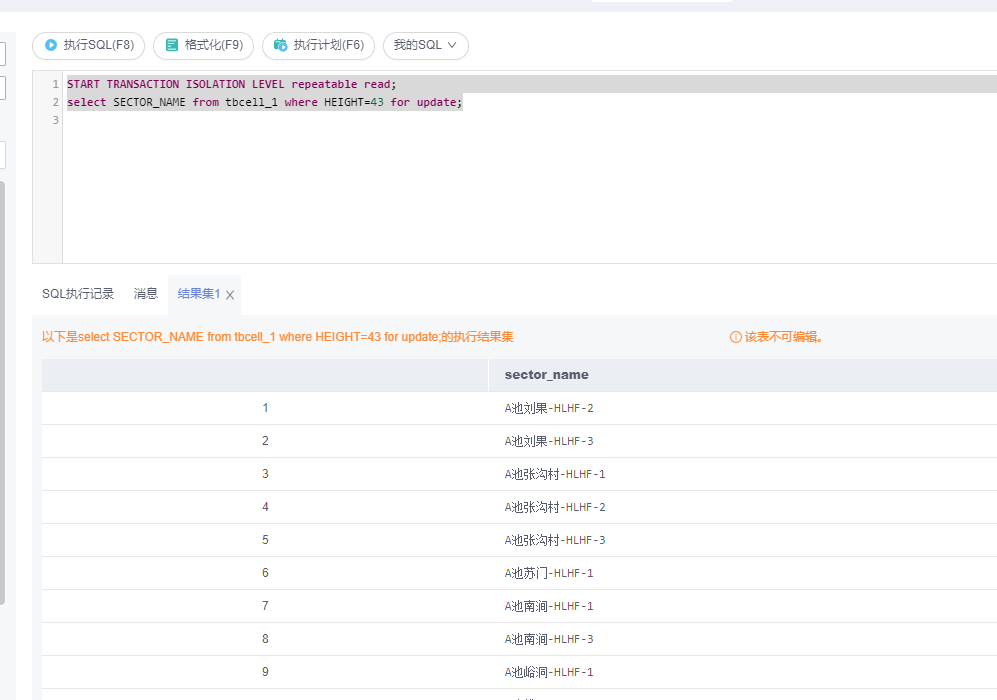 执行SQL(F8) 格式化(F9) 执行计划(F6) 我的SQL
1 START TRANSACTION ISOLATION LEVEL repeatable read;
2 select SECTOR_NAME from tbcell_1 where HEIGHT=43 for update;
3
SQL执行记录 消息 结果集1
以下是select SECTOR_NAME from tbcell_1 where HEIGHT=43 for update;的执行结果集 该表不可编辑。
sector_name
1 A池刘果-HLHF-2
2 A池刘果-HLHF-3
3 A池张沟村-HLHF-1
4 A池张沟村-HLHF-2
5 A池张沟村-HLHF-3
6 A池苏门-HLHF-1
7 A池南涧-HLHF-1
8 A池南涧-HLHF-3
9 A池峪洞-HLHF-1